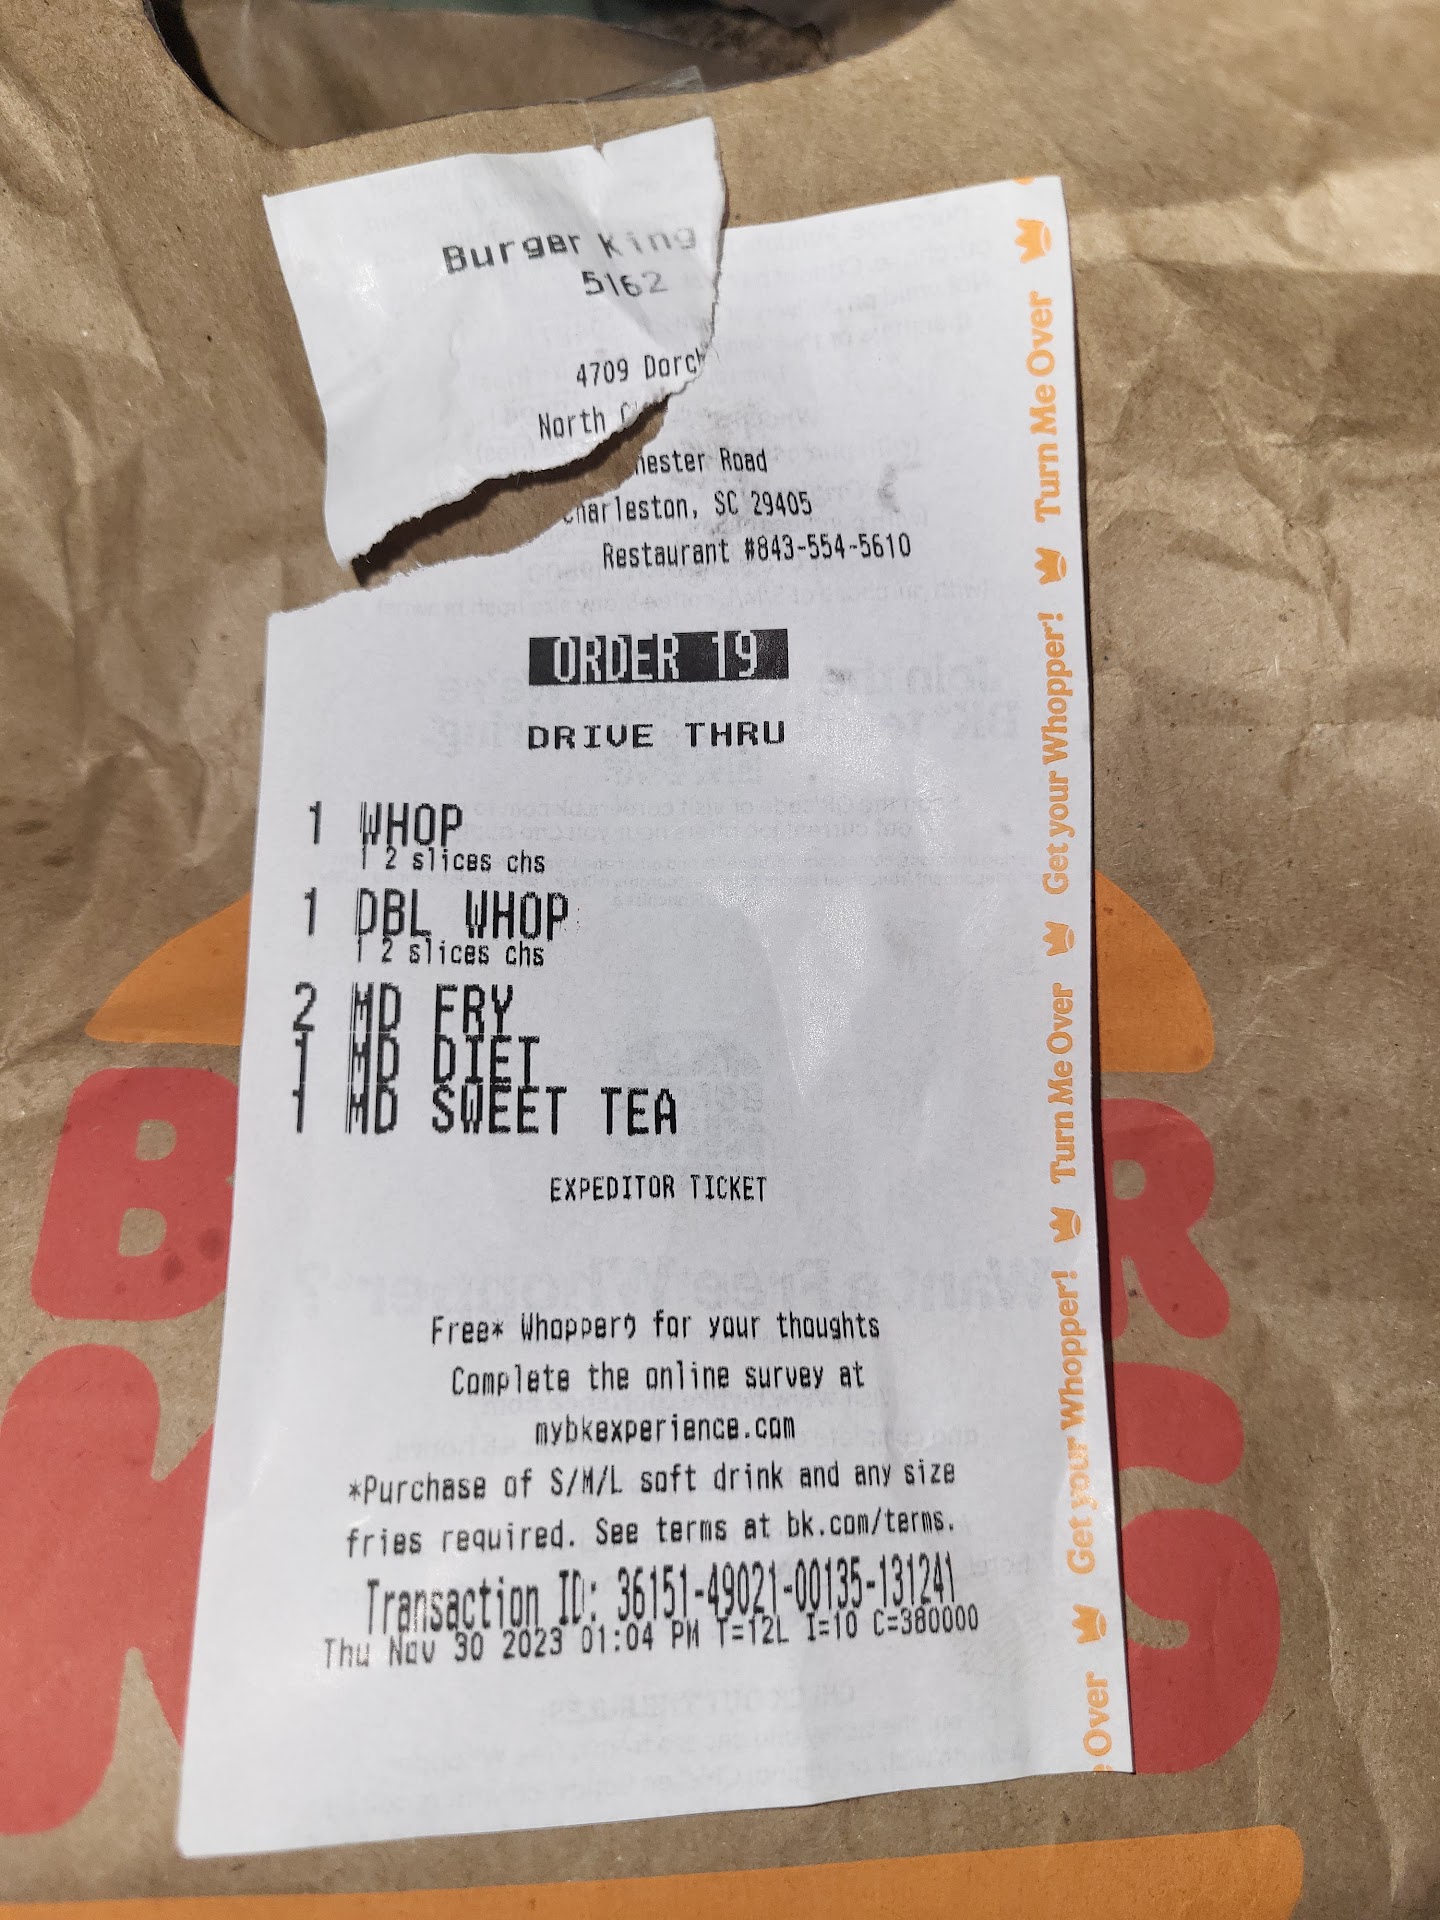 Burger King
5162
4709 Dorchester Road
North Charleston, SC 29405
Restaurant #843-554-5610
ORDER 19
DRIVE THRU
1 WHOP
1 2 slices chs
1 DBL WHOP
1 2 slices chs
2 MD FRY
1 MD DIET
1 MD SWEET TEA
EXPEDITOR TICKET
Free* Whopper) for your thoughts
Complete the online survey at
mybkexperience.com
*Purchase of S/M/L soft drink and any size
fries required. See terms at bk.com/terms.
Transaction ID: 36151-49021-00135-131241
Thu Nov 30 2023 01:04 PM T=12L I=10 C=380000
Over Get your Whopper! Turn Me Over Get your Whopper! Turn Me Over